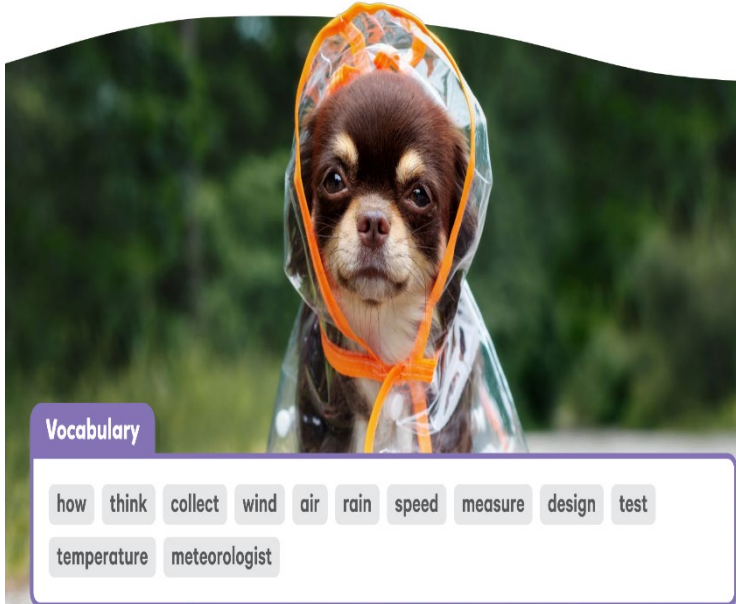 Vocabulary
how think collect wind air rain speed measure design test
temperature meteorologist